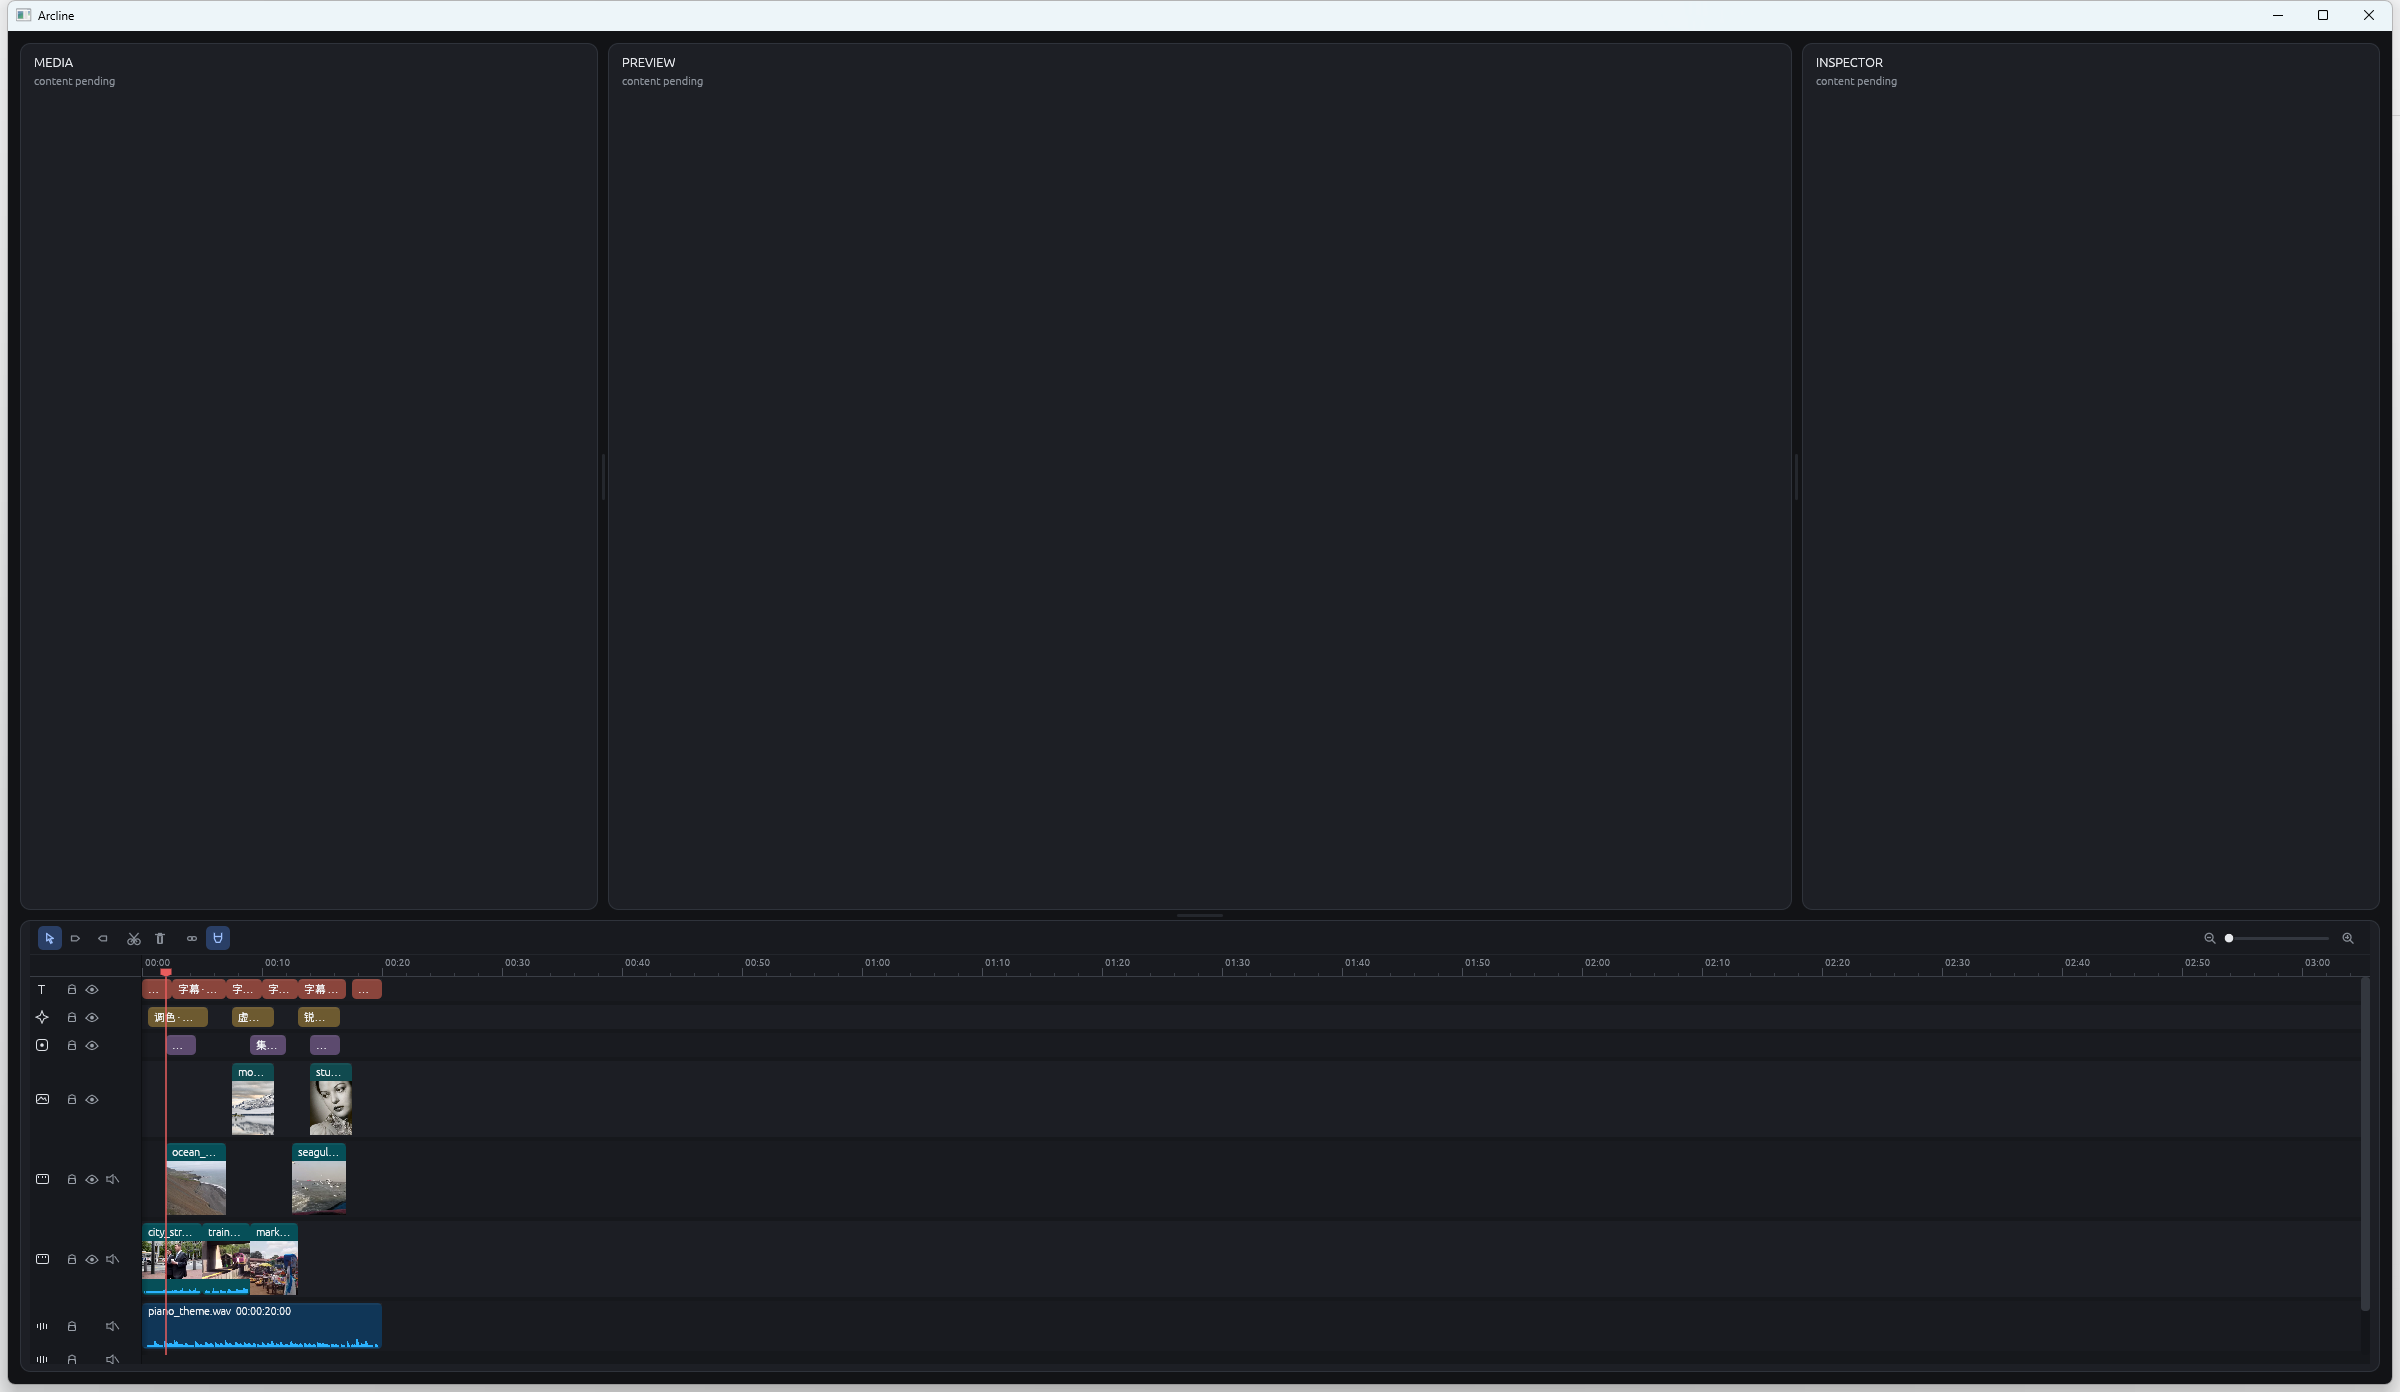 Arcline
MEDIA
content pending
PREVIEW
content pending
INSPECTOR
content pending
00:00 00:10 00:20 00:30 00:40 00:50 01:00 01:10 01:20 01:30 01:40 01:50 02:00 02:10 02:20 02:30 02:40 02:50 03:00
T ... 字幕 · ... 字... 字... 字幕 ... ...
调色 · ... 虚... 锐...
... 集... ...
mo... stu...
ocean_... seagul...
city_str... train... mark...
piano_theme.wav 00:00:20:00